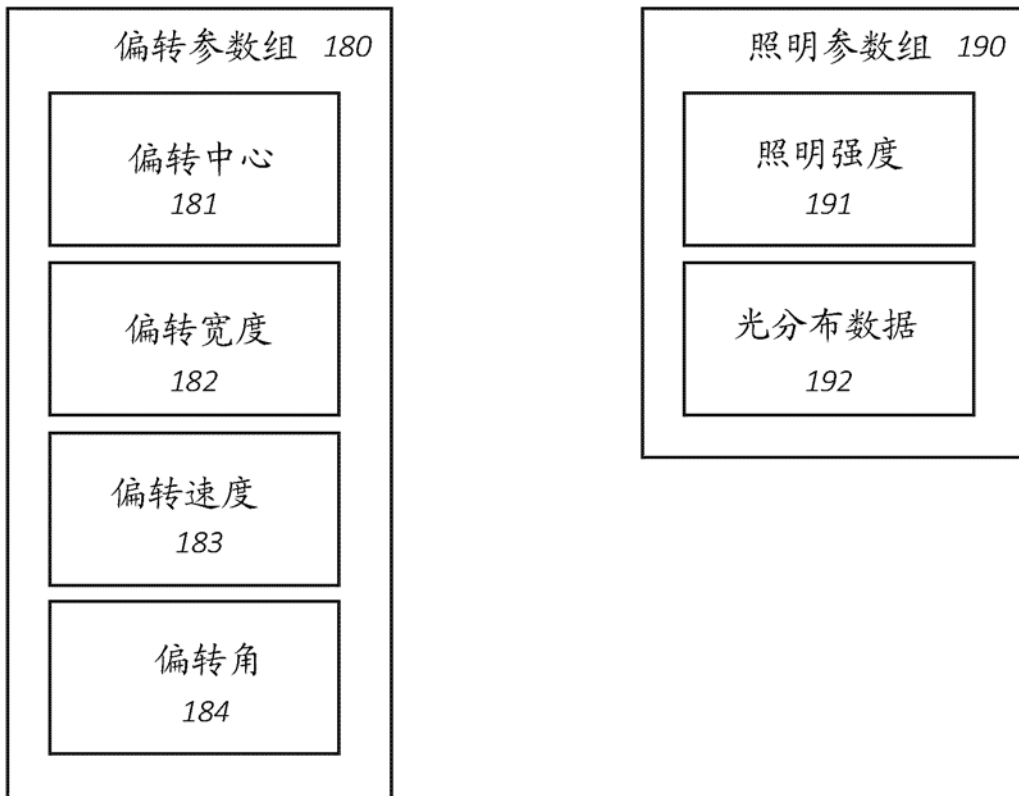 偏转参数组 180
偏转中心
181
偏转宽度
182
偏转速度
183
偏转角
184
照明参数组 190
照明强度
191
光分布数据
192